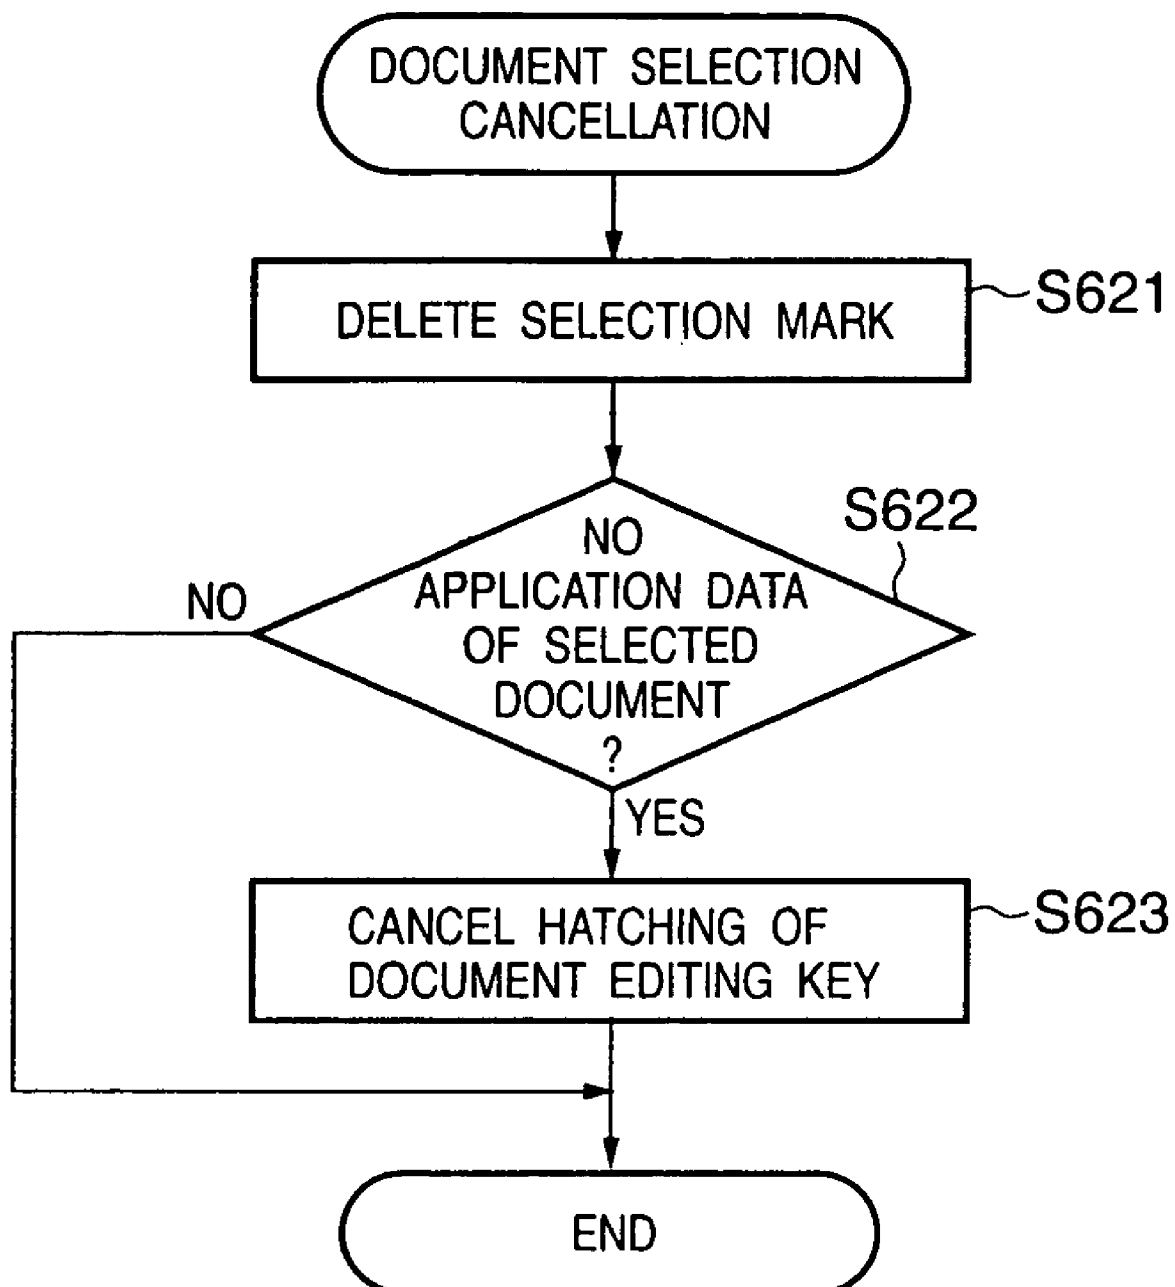 DOCUMENT SELECTION
CANCELLATION
DELETE SELECTION MARK
S621
S622
NO
APPLICATION DATA
OF SELECTED
DOCUMENT
?
NO
YES
CANCEL HATCHING OF
DOCUMENT EDITING KEY
S623
END